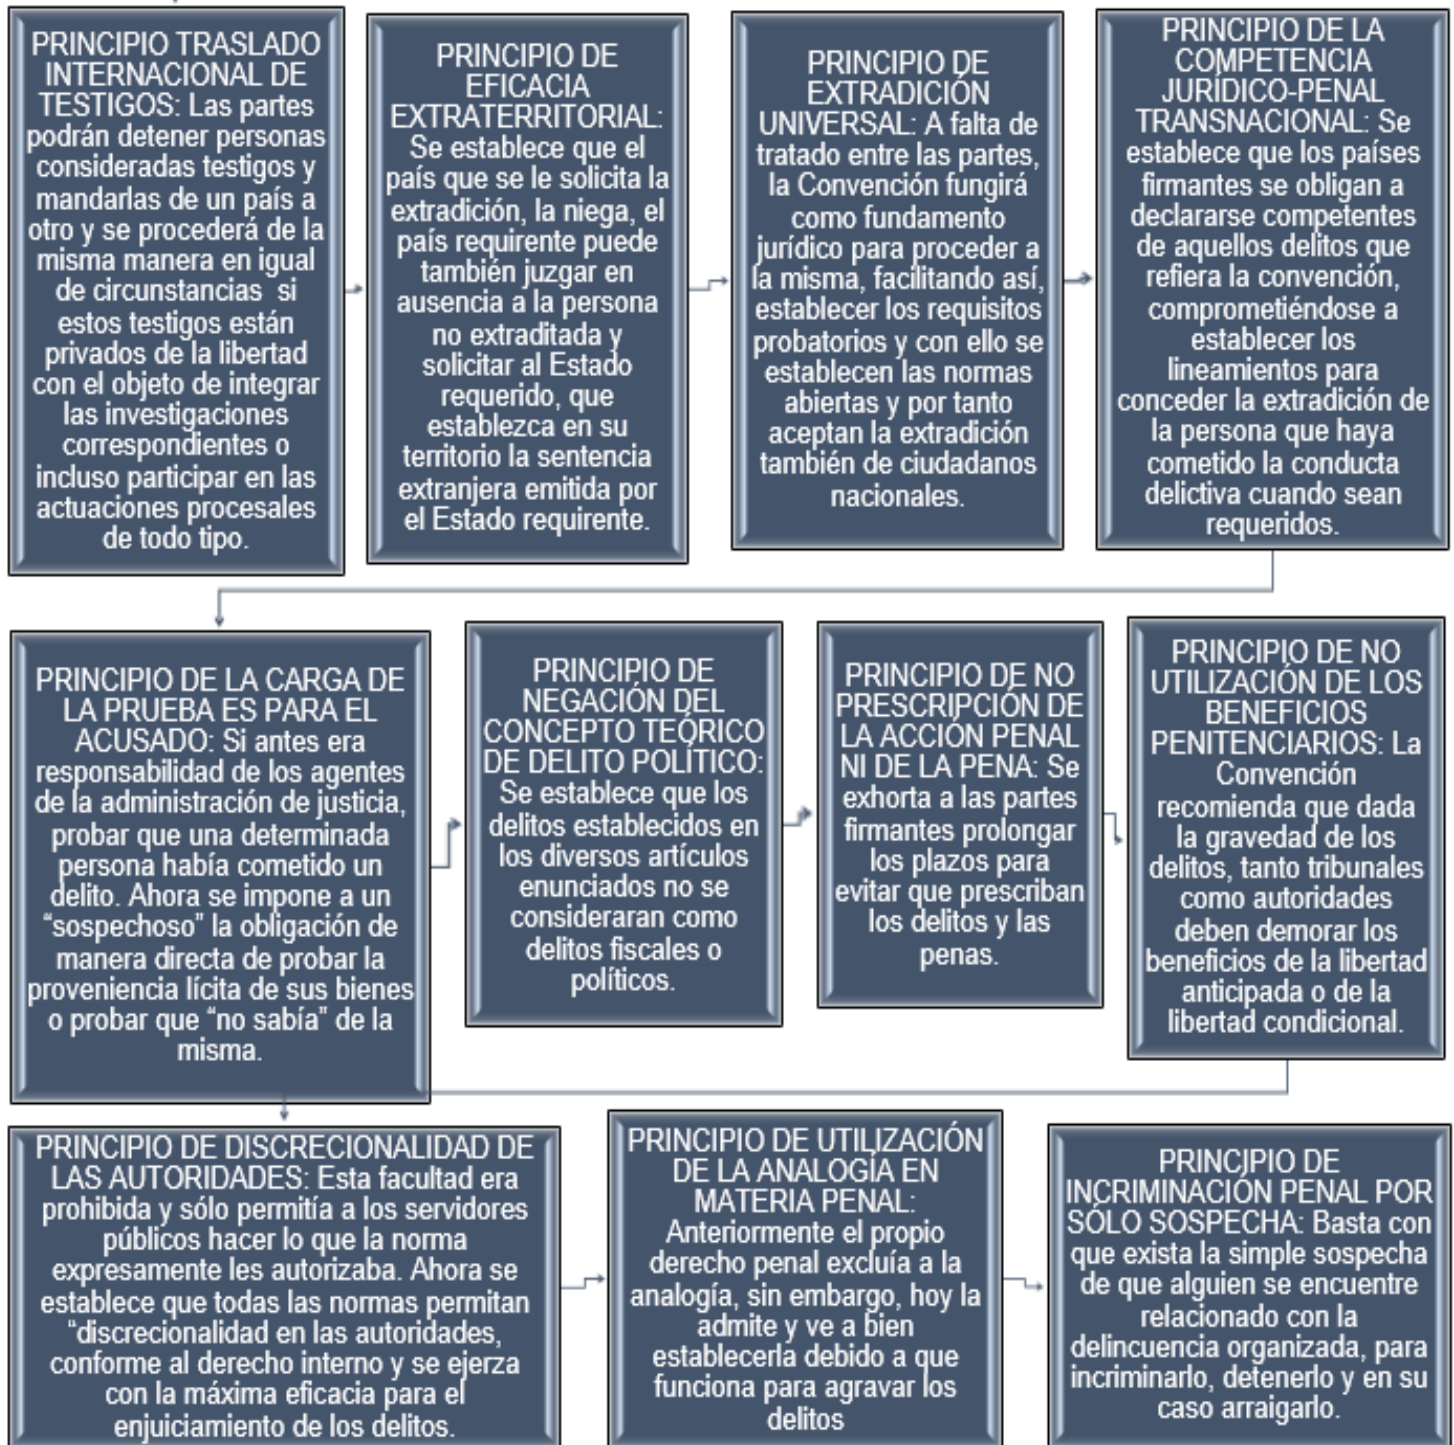 PRINCIPIO TRASLADO
INTERNACIONAL DE
TESTIGOS: Las partes
podrán detener personas
consideradas testigos y
mandarlas de un país a
otro y se procederá de la
misma manera en igual
de circunstancias si
estos testigos están
privados de la libertad
con el objeto de integrar
las investigaciones
correspondientes o
incluso participar en las
actuaciones procesales
de todo tipo.
PRINCIPIO DE
EFICACIA
EXTRATERRITORIAL:
Se establece que el
país que se le solicita la
extradición, la niega, el
país requirente puede
también juzgar en
ausencia a la persona
no extraditada y
solicitar al Estado
requerido, que
establezca en su
territorio la sentencia
extranjera emitida por
el Estado requirente.
PRINCIPIO DE
EXTRADICIÓN
UNIVERSAL: A falta de
tratado entre las partes,
la Convención fungirá
como fundamento
jurídico para proceder a
la misma, facilitando así,
establecer los requisitos
probatorios y con ello se
establecen las normas
abiertas y por tanto
aceptan la extradición
también de ciudadanos
nacionales.
PRINCIPIO DE LA
COMPETENCIA
JURÍDICO-PENAL
TRANSNACIONAL: Se
establece que los países
firmantes se obligan a
declararse competentes
de aquellos delitos que
refiera la convención,
comprometiéndose a
establecer los
lineamientos para
conceder la extradición de
la persona que haya
cometido la conducta
delictiva cuando sean
requeridos.
PRINCIPIO DE LA CARGA DE
LA PRUEBA ES PARA EL
ACUSADO: Si antes era
responsabilidad de los agentes
de la administración de justicia,
probar que una determinada
persona había cometido un
delito. Ahora se impone a un
“sospechoso” la obligación de
manera directa de probar la
proveniencia lícita de sus bienes
o probar que “no sabía” de la
misma.
PRINCIPIO DE
NEGACIÓN DEL
CONCEPTO TEÓRICO
DE DELITO POLÍTICO:
Se establece que los
delitos establecidos en
los diversos artículos
enunciados no se
consideraran como
delitos fiscales o
políticos.
PRINCIPIO DE NO
PRESCRIPCIÓN DE
LA ACCIÓN PENAL
NI DE LA PENA: Se
exhorta a las partes
firmantes prolongar
los plazos para
evitar que prescriban
los delitos y las
penas.
PRINCIPIO DE NO
UTILIZACIÓN DE LOS
BENEFICIOS
PENITENCIARIOS: La
Convención
recomienda que dada
la gravedad de los
delitos, tanto tribunales
como autoridades
deben demorar los
beneficios de la libertad
anticipada o de la
libertad condicional.
PRINCIPIO DE DISCRECIONALIDAD DE
LAS AUTORIDADES: Esta facultad era
prohibida y sólo permitía a los servidores
públicos hacer lo que la norma
expresamente les autorizaba. Ahora se
establece que todas las normas permitan
“discrecionalidad en las autoridades,
conforme al derecho interno y se ejerza
con la máxima eficacia para el
enjuiciamiento de los delitos.
PRINCIPIO DE UTILIZACIÓN
DE LA ANALOGÍA EN
MATERIA PENAL:
Anteriormente el propio
derecho penal excluía a la
analogía, sin embargo, hoy la
admite y ve a bien
establecerla debido a que
funciona para agravar los
delitos
PRINCIPIO DE
INCRIMINACIÓN PENAL POR
SÓLO SOSPECHA: Basta con
que exista la simple sospecha
de que alguien se encuentre
relacionado con la
delincuencia organizada, para
incriminarlo, detenerlo y en su
caso arraigarlo.